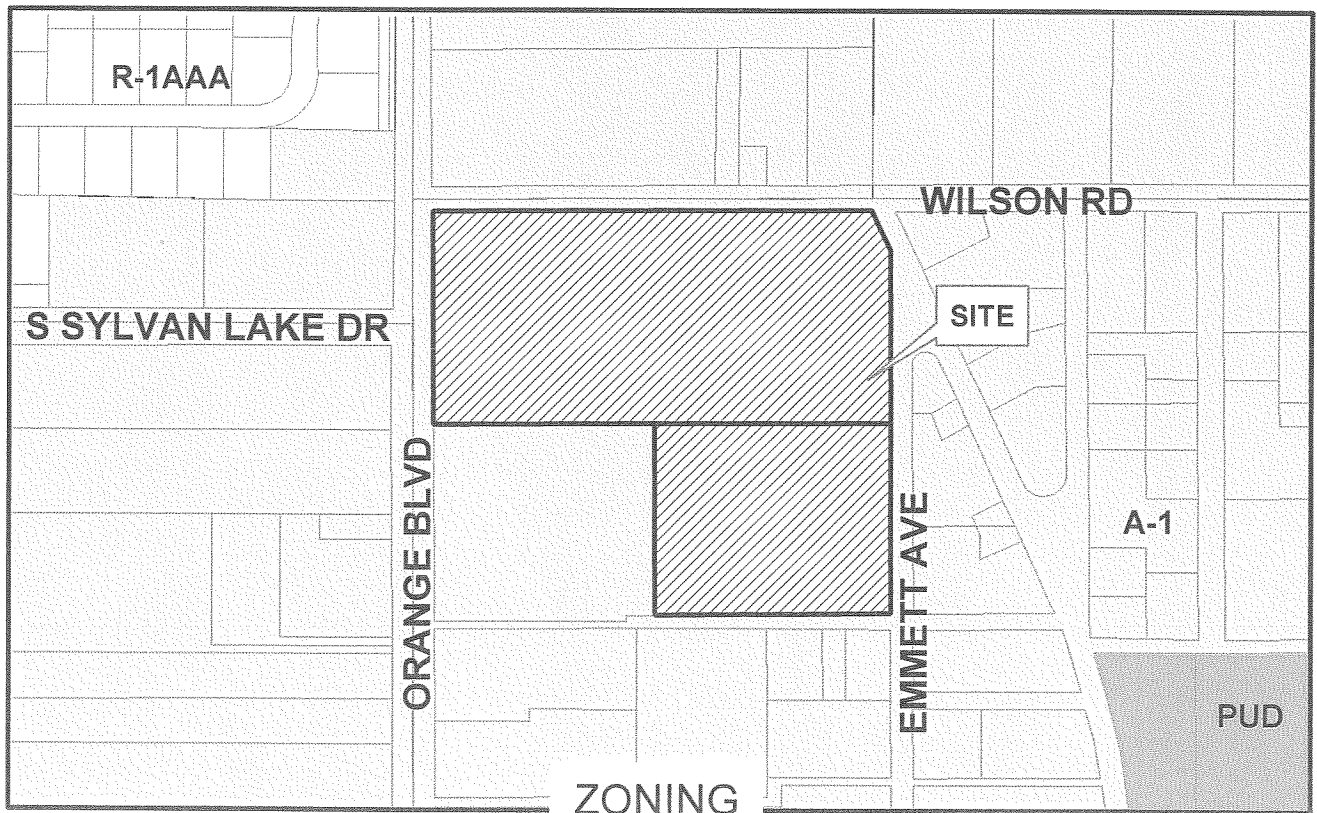 R-1AAA
WILSON RD
S SYLVAN LAKE DR
SITE
ORANGE BLVD
EMMETT AVE
A-1
PUD
ZONING